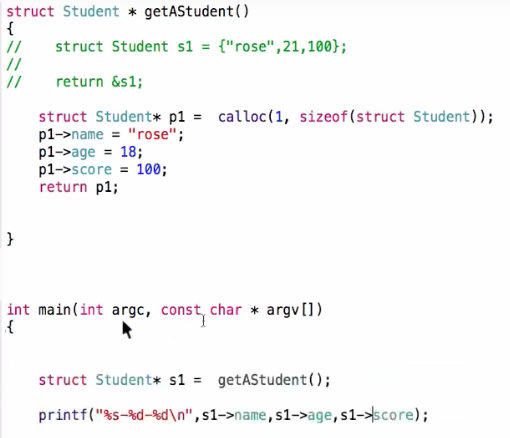 struct Student * getAStudent()
{
//    struct Student s1 = {"rose",21,100};
//
//    return &s1;
    struct Student* p1 =  calloc(1, sizeof(struct Student));
    p1->name = "rose";
    p1->age = 18;
    p1->score = 100;
    return p1;
}
int main(int argc, const char * argv[])
{
    struct Student* s1 =  getAStudent();
    printf("%s-%d-%d\n",s1->name,s1->age,s1->score);